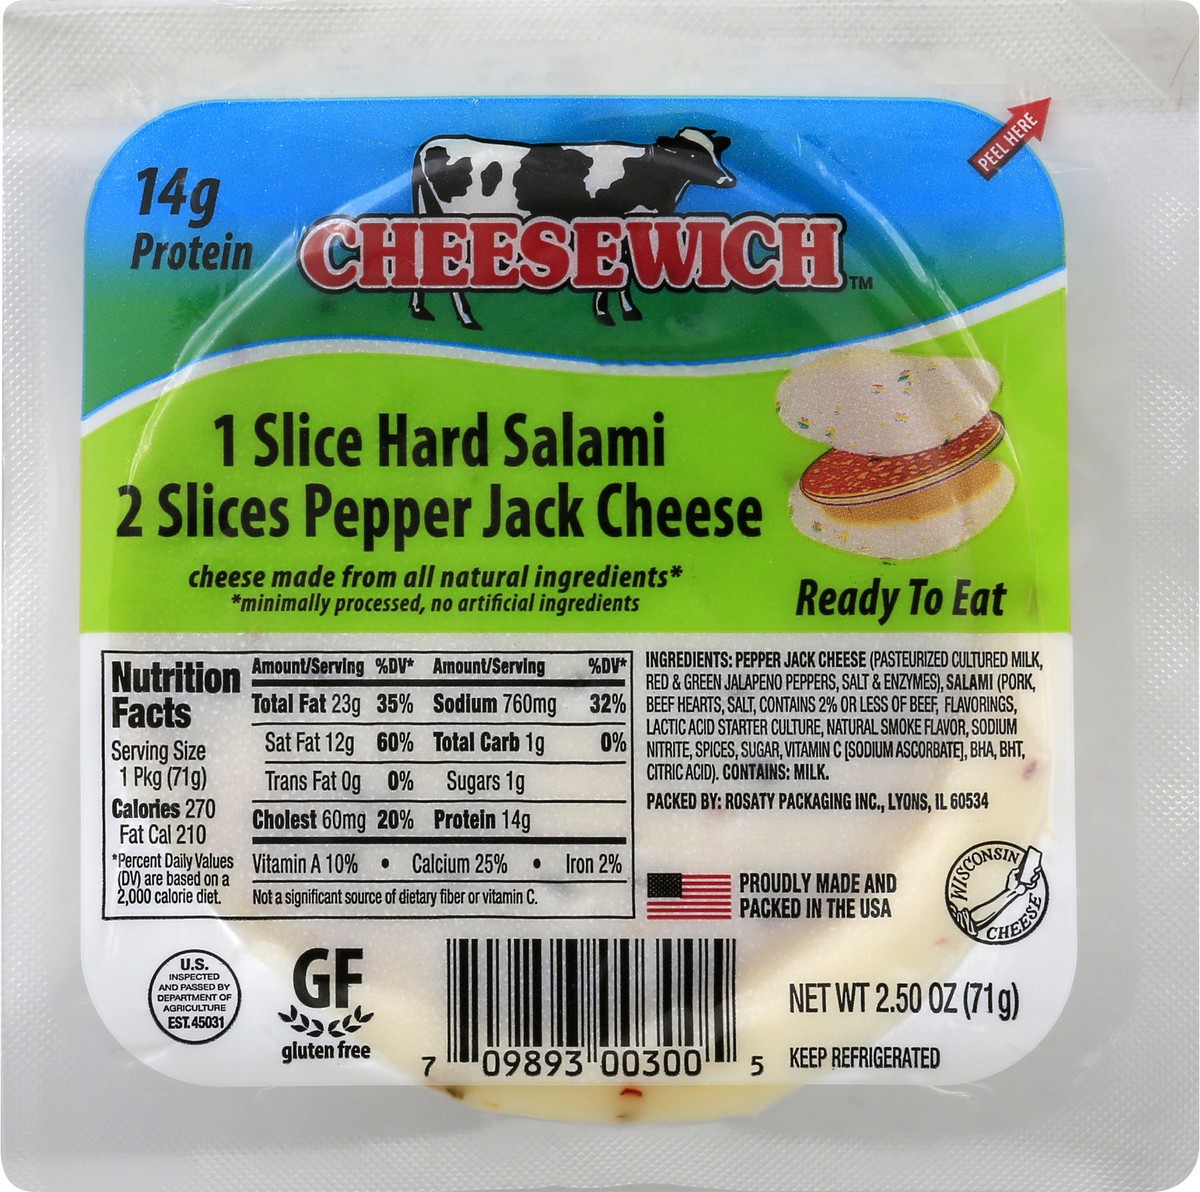 PEEL HERE
14g
Protein
CHEESEWICH™
1 Slice Hard Salami
2 Slices Pepper Jack Cheese
cheese made from all natural ingredients*
*minimally processed, no artificial ingredients
Ready To Eat
Nutrition
Facts
Serving Size
1 Pkg (71g)
Calories 270
Fat Cal 210
*Percent Daily Values
(DV) are based on a
2,000 calorie diet.
Amount/Serving %DV* Amount/Serving %DV*
Total Fat 23g 35% Sodium 760mg 32%
Sat Fat 12g 60% Total Carb 1g 0%
Trans Fat 0g 0% Sugars 1g
Cholest 60mg 20% Protein 14g
Vitamin A 10% • Calcium 25% • Iron 2%
Not a significant source of dietary fiber or vitamin C.
INGREDIENTS: PEPPER JACK CHEESE (PASTEURIZED CULTURED MILK,
RED & GREEN JALAPENO PEPPERS, SALT & ENZYMES), SALAMI (PORK,
BEEF HEARTS, SALT, CONTAINS 2% OR LESS OF BEEF, FLAVORINGS,
LACTIC ACID STARTER CULTURE, NATURAL SMOKE FLAVOR, SODIUM
NITRITE, SPICES, SUGAR, VITAMIN C [SODIUM ASCORBATE], BHA, BHT,
CITRIC ACID). CONTAINS: MILK.
PACKED BY: ROSATY PACKAGING INC., LYONS, IL 60534
PROUDLY MADE AND
PACKED IN THE USA
WISCONSIN
CHEESE
U.S.
INSPECTED
AND PASSED BY
DEPARTMENT OF
AGRICULTURE
EST. 45031
GF
gluten free
7 09893 00300 5
NET WT 2.50 OZ (71g)
KEEP REFRIGERATED